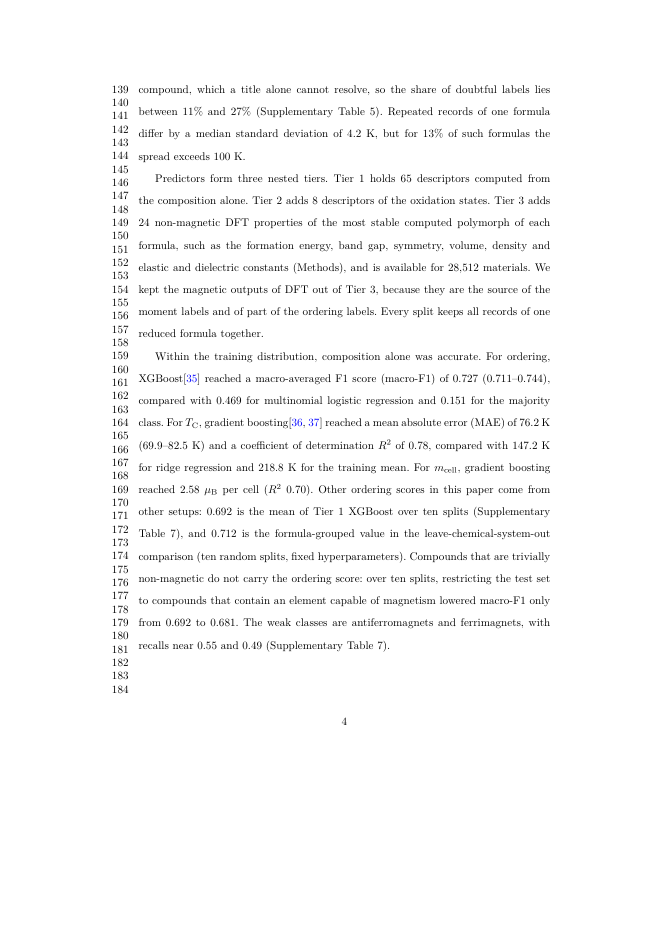 139 compound, which a title alone cannot resolve, so the share of doubtful labels lies
140
141 between 11% and 27% (Supplementary Table 5). Repeated records of one formula
142 differ by a median standard deviation of 4.2 K, but for 13% of such formulas the
143
144 spread exceeds 100 K.
145
146 Predictors form three nested tiers. Tier 1 holds 65 descriptors computed from
147 the composition alone. Tier 2 adds 8 descriptors of the oxidation states. Tier 3 adds
148
149 24 non-magnetic DFT properties of the most stable computed polymorph of each
150
151 formula, such as the formation energy, band gap, symmetry, volume, density and
152 elastic and dielectric constants (Methods), and is available for 28,512 materials. We
153
154 kept the magnetic outputs of DFT out of Tier 3, because they are the source of the
155
156 moment labels and of part of the ordering labels. Every split keeps all records of one
157 reduced formula together.
158
159 Within the training distribution, composition alone was accurate. For ordering,
160
161 XGBoost[35] reached a macro-averaged F1 score (macro-F1) of 0.727 (0.711–0.744),
162 compared with 0.469 for multinomial logistic regression and 0.151 for the majority
163
164 class. For T_C, gradient boosting[36, 37] reached a mean absolute error (MAE) of 76.2 K
165
166 (69.9–82.5 K) and a coefficient of determination R² of 0.78, compared with 147.2 K
167 for ridge regression and 218.8 K for the training mean. For m_cell, gradient boosting
168
169 reached 2.58 μ_B per cell (R² 0.70). Other ordering scores in this paper come from
170
171 other setups: 0.692 is the mean of Tier 1 XGBoost over ten splits (Supplementary
172 Table 7), and 0.712 is the formula-grouped value in the leave-chemical-system-out
173
174 comparison (ten random splits, fixed hyperparameters). Compounds that are trivially
175
176 non-magnetic do not carry the ordering score: over ten splits, restricting the test set
177 to compounds that contain an element capable of magnetism lowered macro-F1 only
178
179 from 0.692 to 0.681. The weak classes are antiferromagnets and ferrimagnets, with
180
181 recalls near 0.55 and 0.49 (Supplementary Table 7).
182
183
184
4